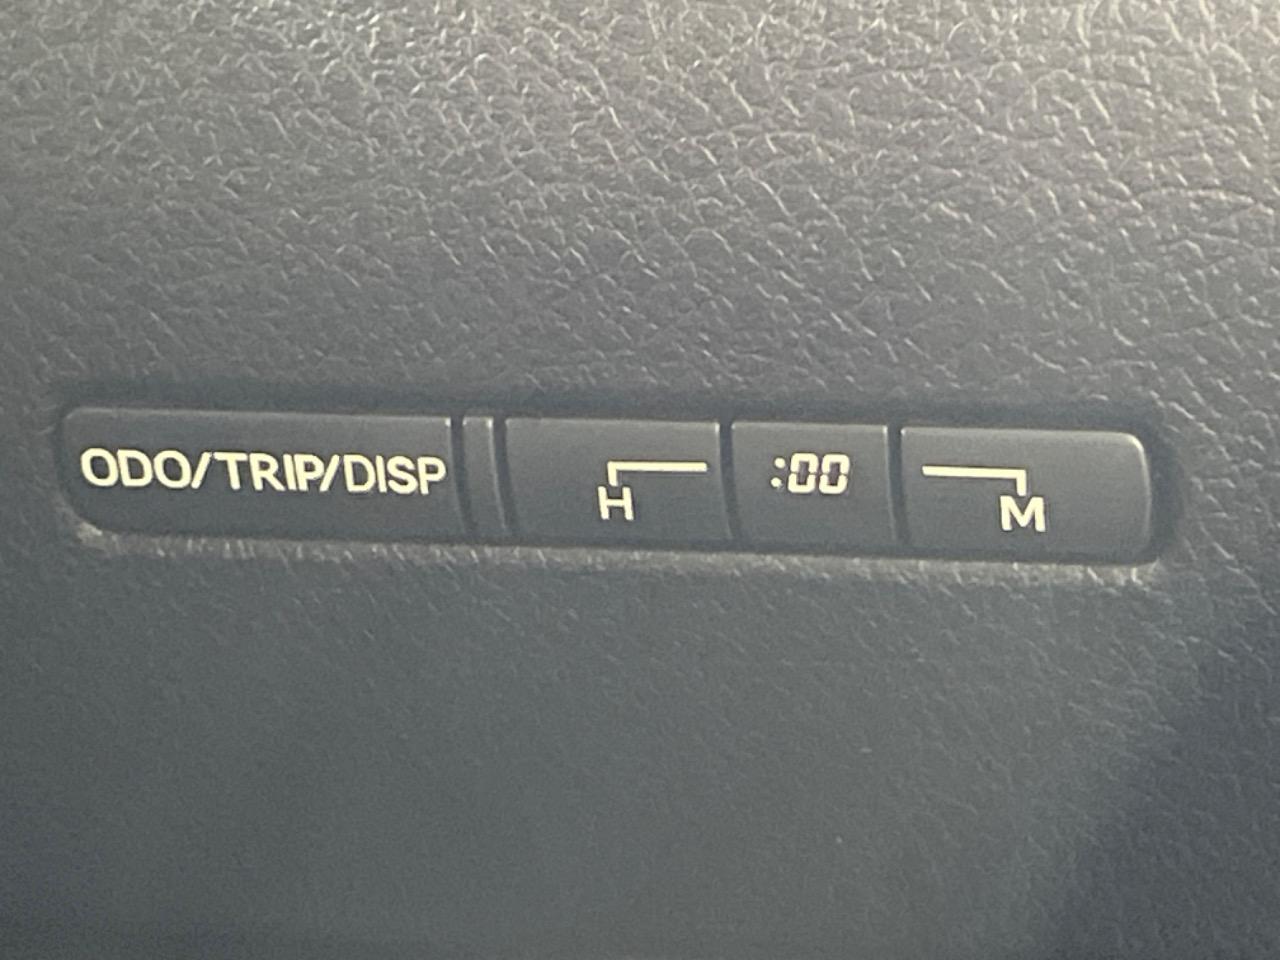 ODO/TRIP/DISP H :00 M